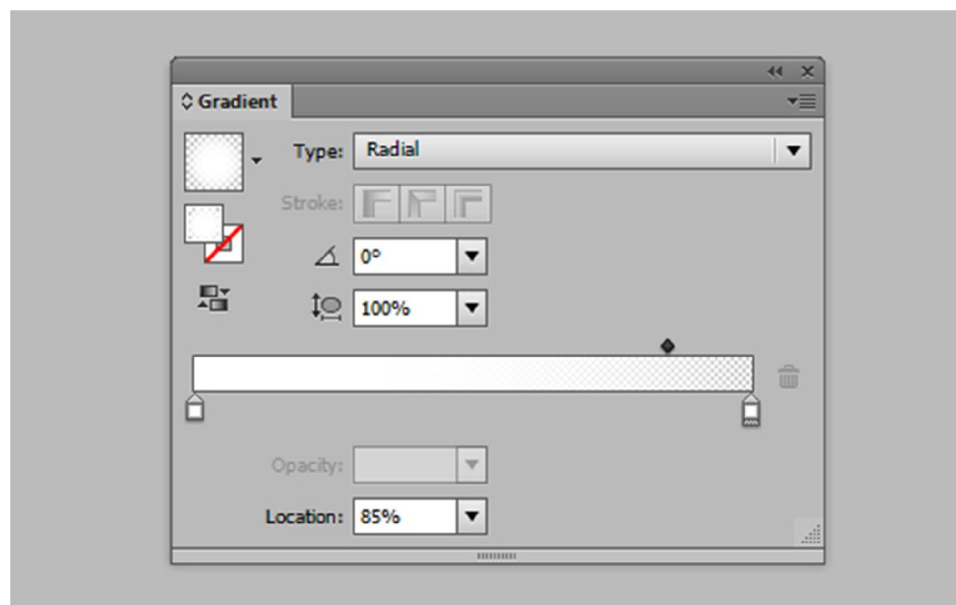 Gradient
Type: Radial
Stroke:
0°
100%
Opacity:
Location: 85%